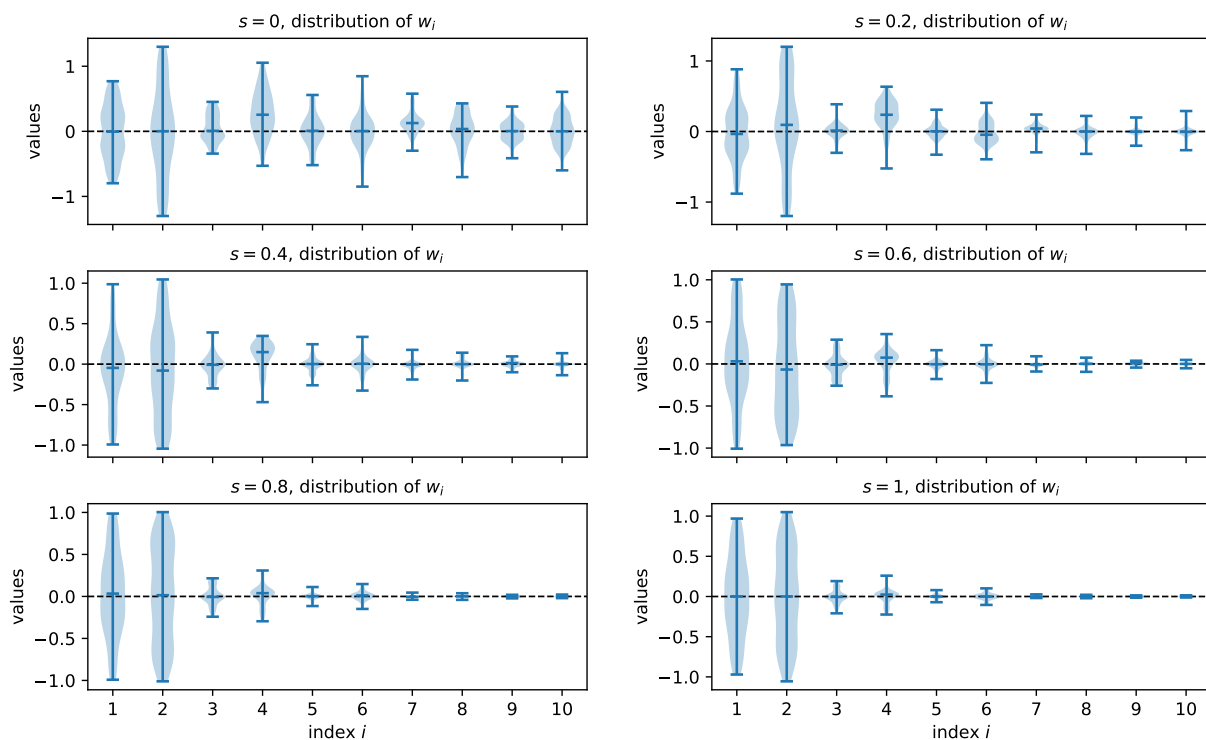 s = 0, distribution of w_i
values
1
0
−1
s = 0.2, distribution of w_i
values
1
0
−1
s = 0.4, distribution of w_i
values
1.0
0.5
0.0
−0.5
−1.0
s = 0.6, distribution of w_i
values
1.0
0.5
0.0
−0.5
−1.0
s = 0.8, distribution of w_i
values
1.0
0.5
0.0
−0.5
−1.0
1 2 3 4 5 6 7 8 9 10
index i
s = 1, distribution of w_i
values
1.0
0.5
0.0
−0.5
−1.0
1 2 3 4 5 6 7 8 9 10
index i